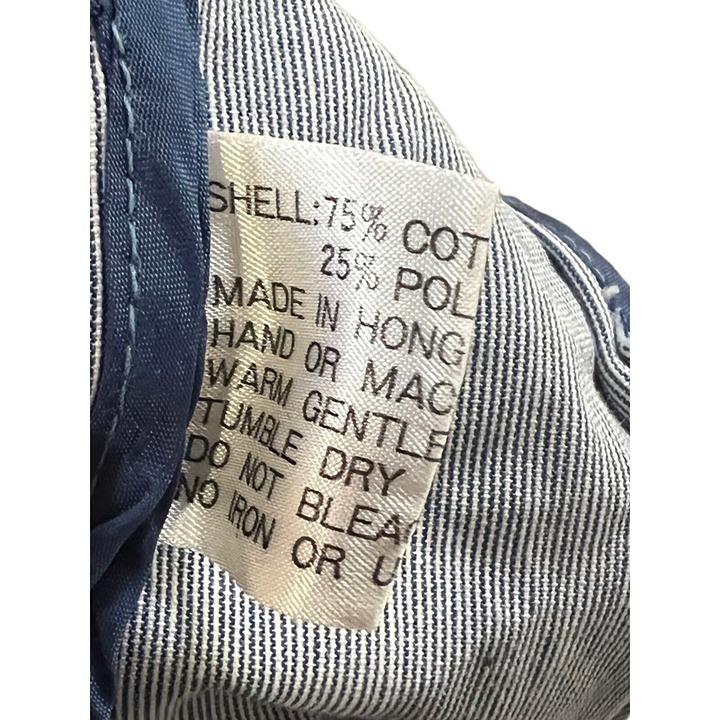 SHELL: 75% COT
25% POL
MADE IN HONG
HAND OR MAC
WARM GENTLE
TUMBLE DRY
DO NOT BLEA
NO IRON OR U